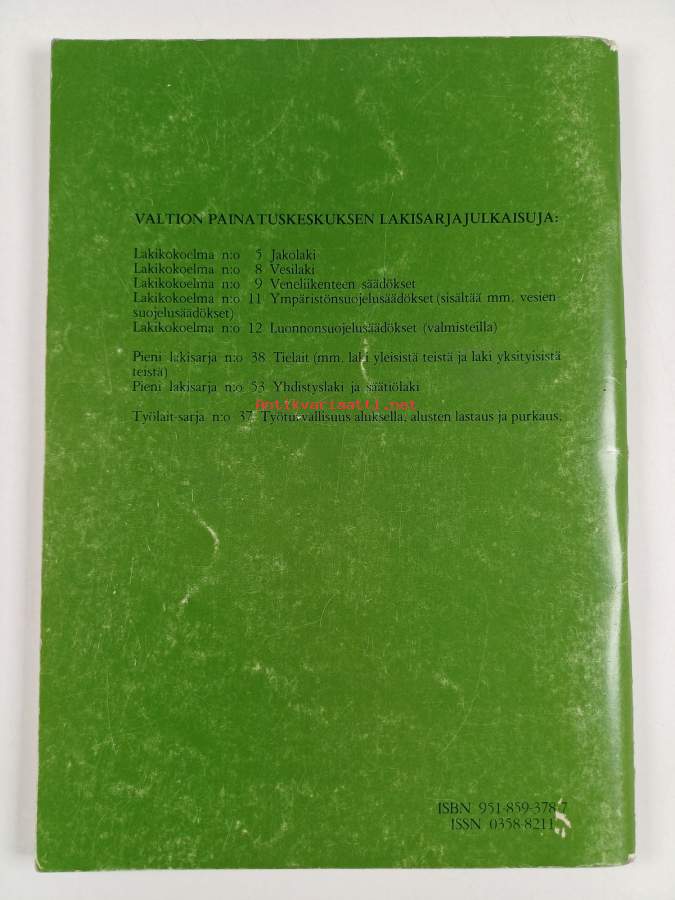 VALTION PAINATUSKESKUKSEN LAKISARJAJULKAISUJA:
Lakikokoelma n:o 5 Jakolaki
Lakikokoelma n:o 8 Vesilaki
Lakikokoelma n:o 9 Veneliikenteen säädökset
Lakikokoelma n:o 11 Ympäristönsuojelusäädökset (sisältää mm. vesien-
suojelusäädökset)
Lakikokoelma n:o 12 Luonnonsuojelusäädökset (valmisteilla)
Pieni lakisarja n:o 38 Tielait (mm. laki yleisistä teistä ja laki yksityisistä
teistä)
Pieni lakisarja n:o 53 Yhdistyslaki ja säätiölaki
Antikvariaatti.net
Työlait-sarja n:o 37 Työturvallisuus aluksella, alusten lastaus ja purkaus.
ISBN 951-859-378-7
ISSN 0358-8211